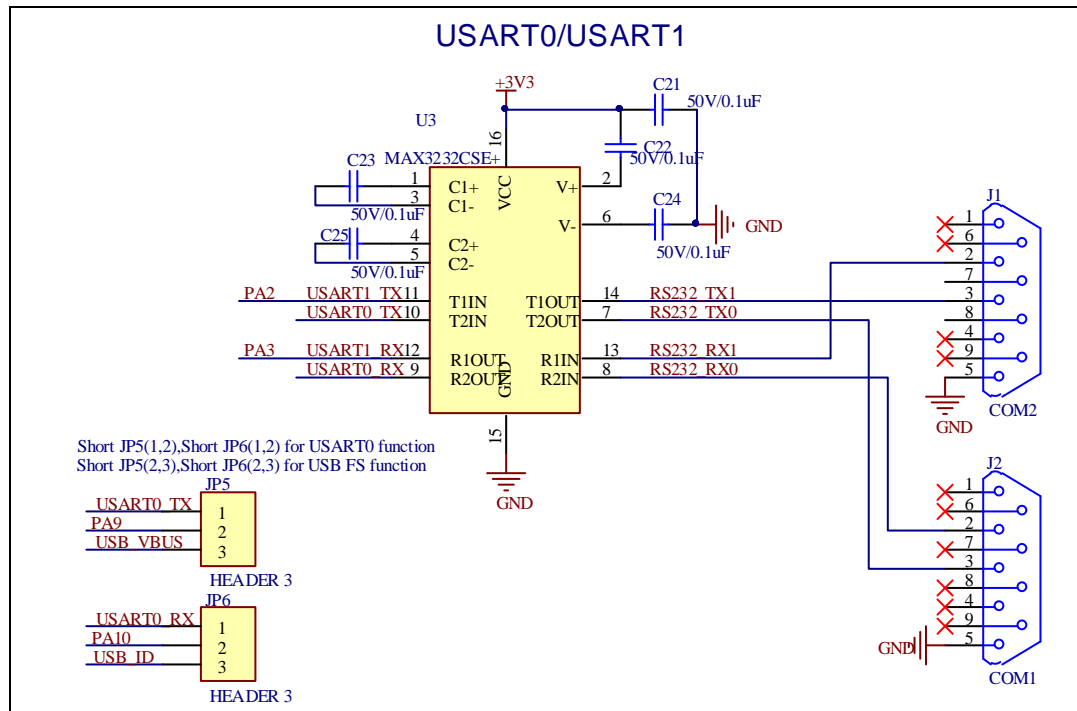 USART0/USART1
+3V3
C21
50V/0.1uF
U3
16
C22
50V/0.1uF
MAX3232CSE+
C23
1
C1+
VCC
V+
2
3
C1-
50V/0.1uF
C24
V-
6
GND
50V/0.1uF
C25
4
C2+
5
C2-
50V/0.1uF
PA2
USART1_TX
11
T1IN
T1OUT
14
RS232_TX1
USART0_TX
10
T2IN
T2OUT
7
RS232_TX0
PA3
USART1_RX
12
R1OUT
R1IN
13
RS232_RX1
USART0_RX
9
R2OUT
GND
R2IN
8
RS232_RX0
15
GND
J1
1
6
2
7
3
8
4
9
5
GND
COM2
Short JP5(1,2),Short JP6(1,2) for USART0 function
Short JP5(2,3),Short JP6(2,3) for USB FS function
JP5
USART0_TX
1
PA9
2
USB_VBUS
3
HEADER 3
JP6
USART0_RX
1
PA10
2
USB_ID
3
HEADER 3
J2
1
6
2
7
3
8
4
9
5
GND
COM1